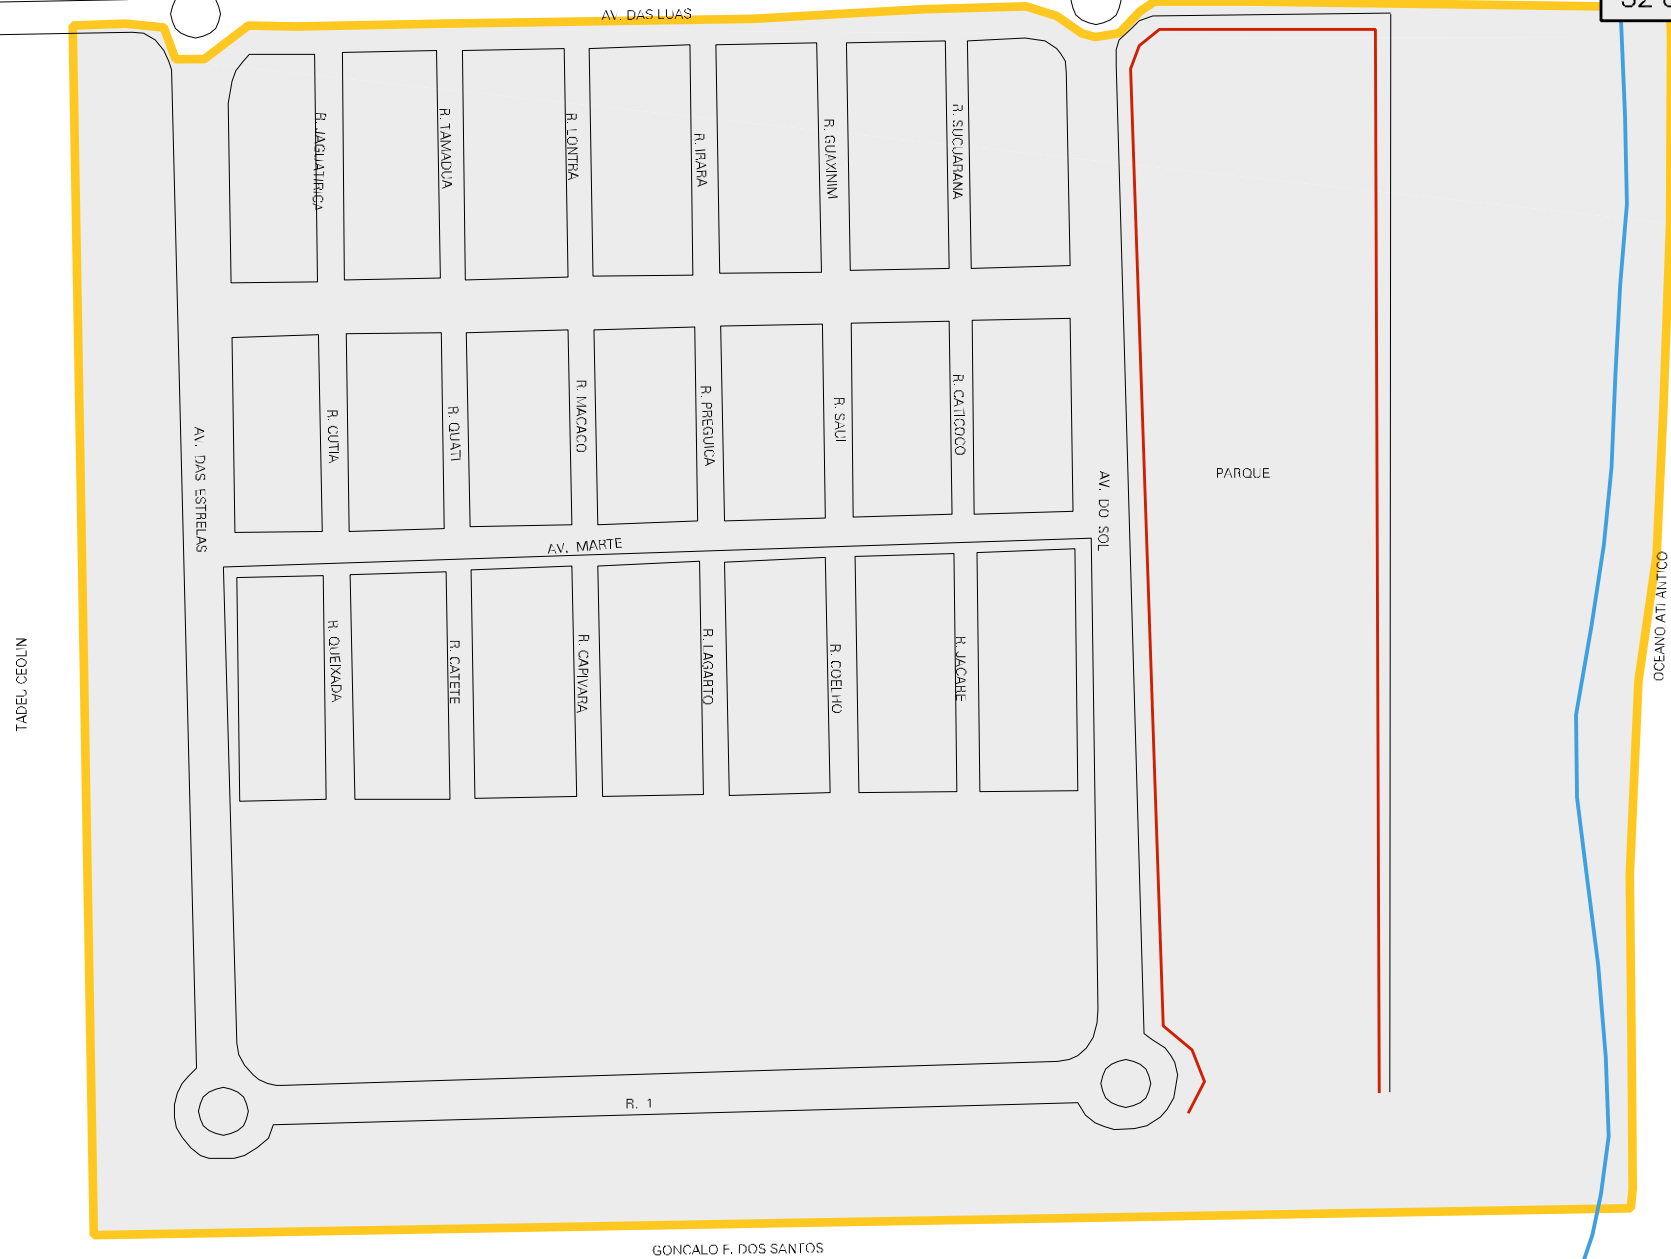 AV. DAS LUAS
R. JAGUATIRICA
R. TAMADUA
R. LONTRA
R. IRARA
R. GUAXINIM
R. SUCUARANA
R. CUTIA
R. QUATI
R. MACACO
R. PREGUICA
R. SAUI
R. CATICOCO
AV. DAS ESTRELAS
AV. DO SOL
PARQUE
AV. MARTE
R. QUEIXADA
R. CATETE
R. CAPIVARA
R. LAGARTO
R. COELHO
R. JACARE
TADEU CEOLIN
OCEANO ATLANTICO
R. 1
GONCALO F. DOS SANTOS